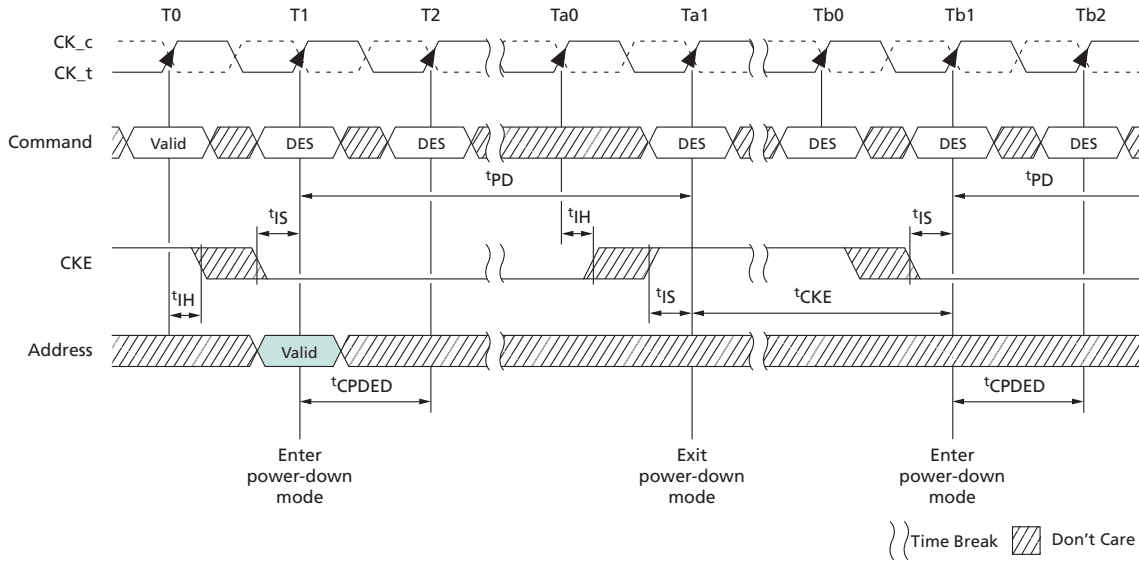 T0 T1 T2 Ta0 Ta1 Tb0 Tb1 Tb2
CK_c
CK_t
Command Valid DES DES DES DES DES DES
tPD tPD
tIS tIH tIS
CKE
tIH tIS tCKE
Address Valid
tCPDED tCPDED
Enter
power-down
mode
Exit
power-down
mode
Enter
power-down
mode
Time Break Don't Care